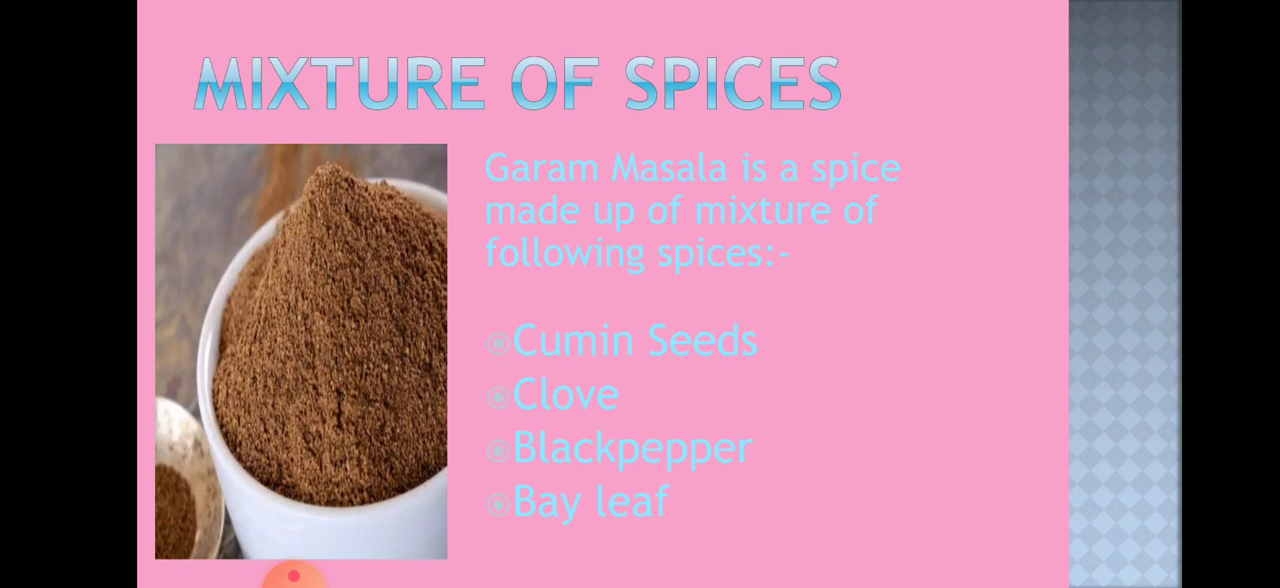 MIXTURE OF SPICES
Garam Masala is a spice
made up of mixture of
following spices:-
Cumin Seeds
Clove
Blackpepper
Bay leaf